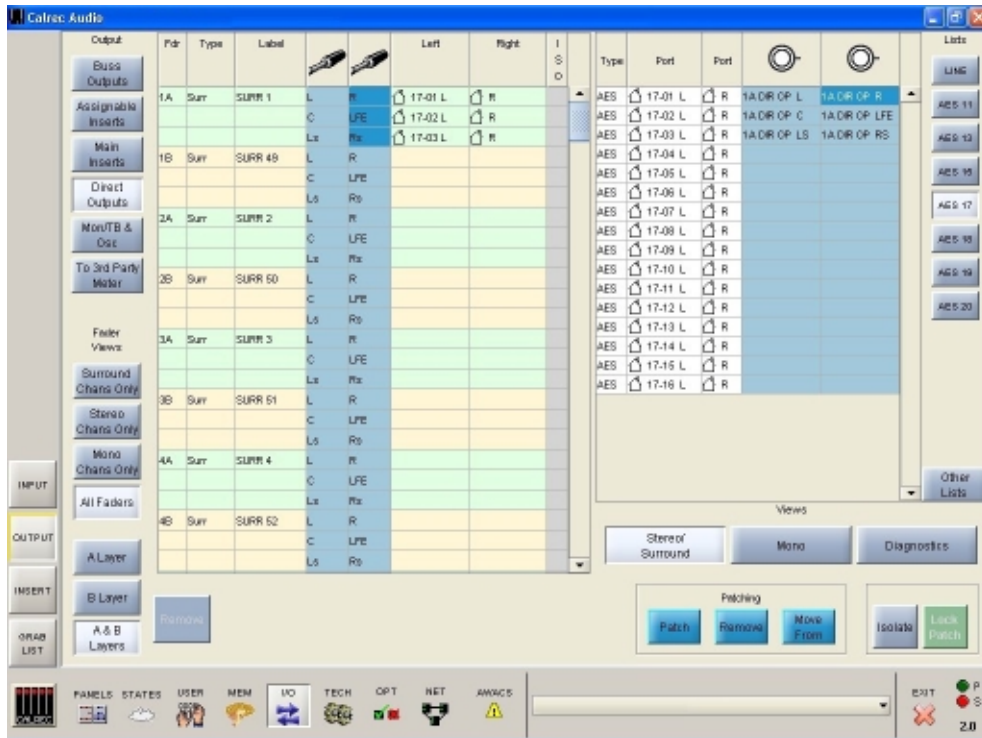 Calrec Audio
Output
Buss Outputs
Assignable Inserts
Main Inserts
Direct Outputs
Mon/TB & Osc
To 3rd Party Meter
Fader Views:
Surround Chans Only
Stereo Chans Only
Mono Chans Only
All Faders
A Layer
B Layer
A & B Layers
INPUT
OUTPUT
INSERT
GRAB LIST
Fdr Type Label Left Right ISO
1A Surr SURR 1 L R 17-01 L R
C LFE 17-02 L R
Ls Rs 17-03 L R
1B Surr SURR 49 L R
C LFE
Ls Rs
2A Surr SURR 2 L R
C LFE
Ls Rs
2B Surr SURR 50 L R
C LFE
Ls Rs
3A Surr SURR 3 L R
C LFE
Ls Rs
3B Surr SURR 51 L R
C LFE
Ls Rs
4A Surr SURR 4 L R
C LFE
Ls Rs
4B Surr SURR 52 L R
C LFE
Ls Rs
Remove
Type Port Port
AES 17-01 L R 1A DIR OP L 1A DIR OP R
AES 17-02 L R 1A DIR OP C 1A DIR OP LFE
AES 17-03 L R 1A DIR OP LS 1A DIR OP RS
AES 17-04 L R
AES 17-05 L R
AES 17-06 L R
AES 17-07 L R
AES 17-08 L R
AES 17-09 L R
AES 17-10 L R
AES 17-11 L R
AES 17-12 L R
AES 17-13 L R
AES 17-14 L R
AES 17-15 L R
AES 17-16 L R
Lists
LINE
AES 11
AES 13
AES 17
AES 19
AES 20
Other Lists
Views
Stereo/ Surround
Mono
Diagnostics
Patching
Patch
Remove
Move From
Isolate
Lock Patch
CALREC
PANELS STATES USER MEM I/O TECH OPT NET AWACS
EXIT
P
S
2.0